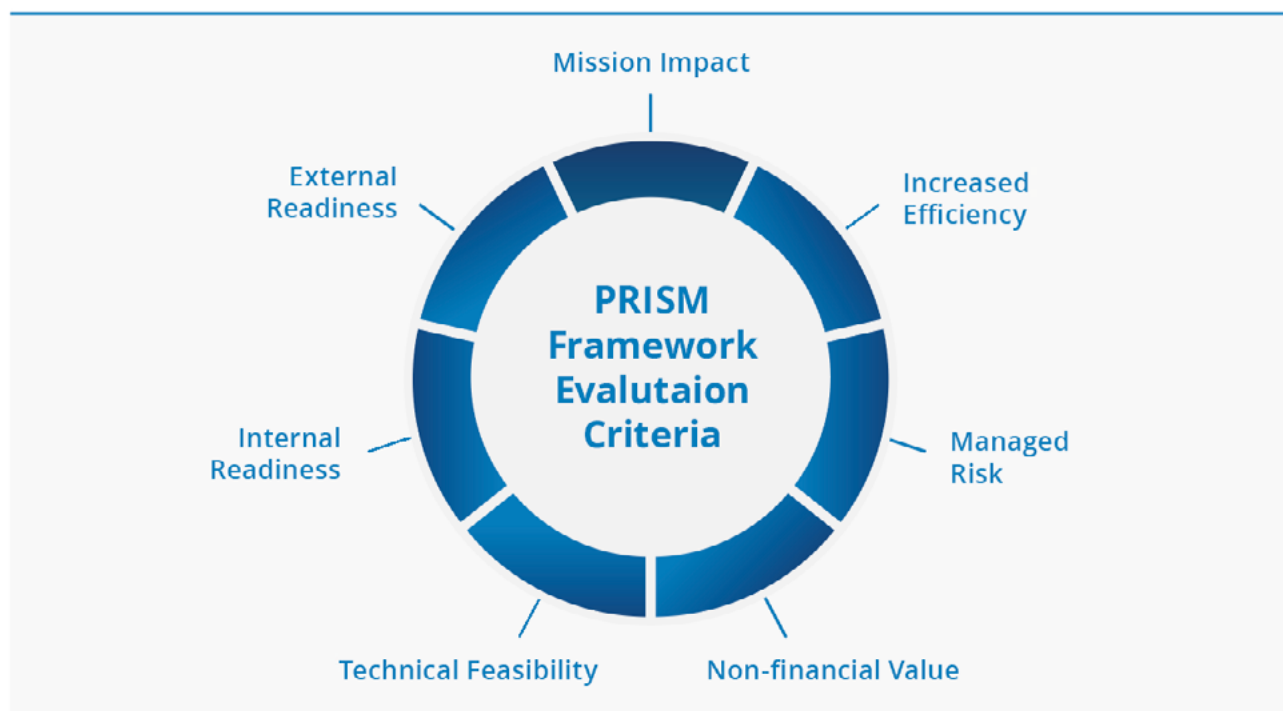 Mission Impact
External
Readiness
Increased
Efficiency
PRISM
Framework
Evalutaion
Criteria
Internal
Readiness
Managed
Risk
Technical Feasibility
Non-financial Value